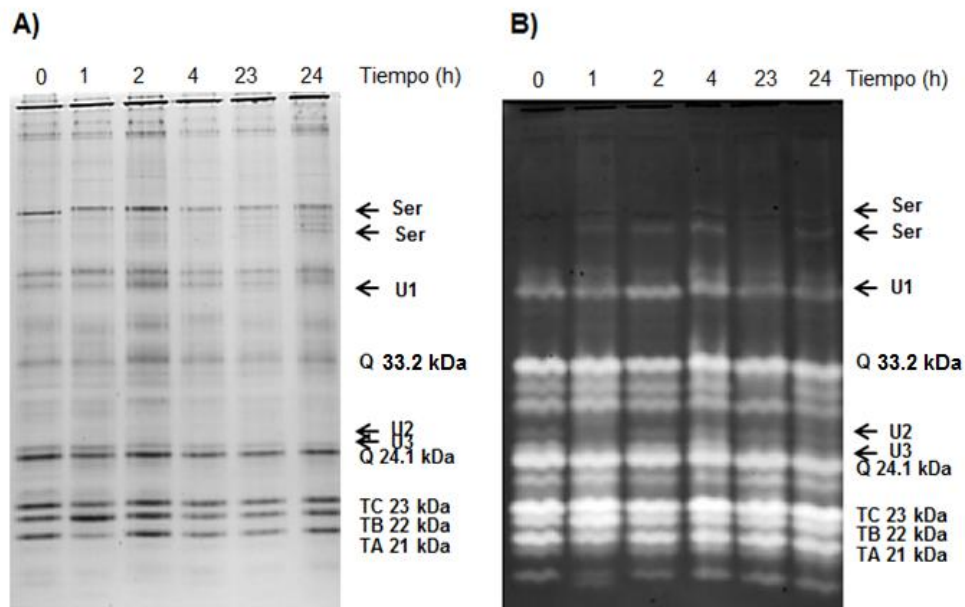 A)
0 1 2 4 23 24 Tiempo (h)
Ser
Ser
U1
Q 33.2 kDa
U2
U3
Q 24.1 kDa
TC 23 kDa
TB 22 kDa
TA 21 kDa
B)
0 1 2 4 23 24 Tiempo (h)
Ser
Ser
U1
Q 33.2 kDa
U2
U3
Q 24.1 kDa
TC 23 kDa
TB 22 kDa
TA 21 kDa